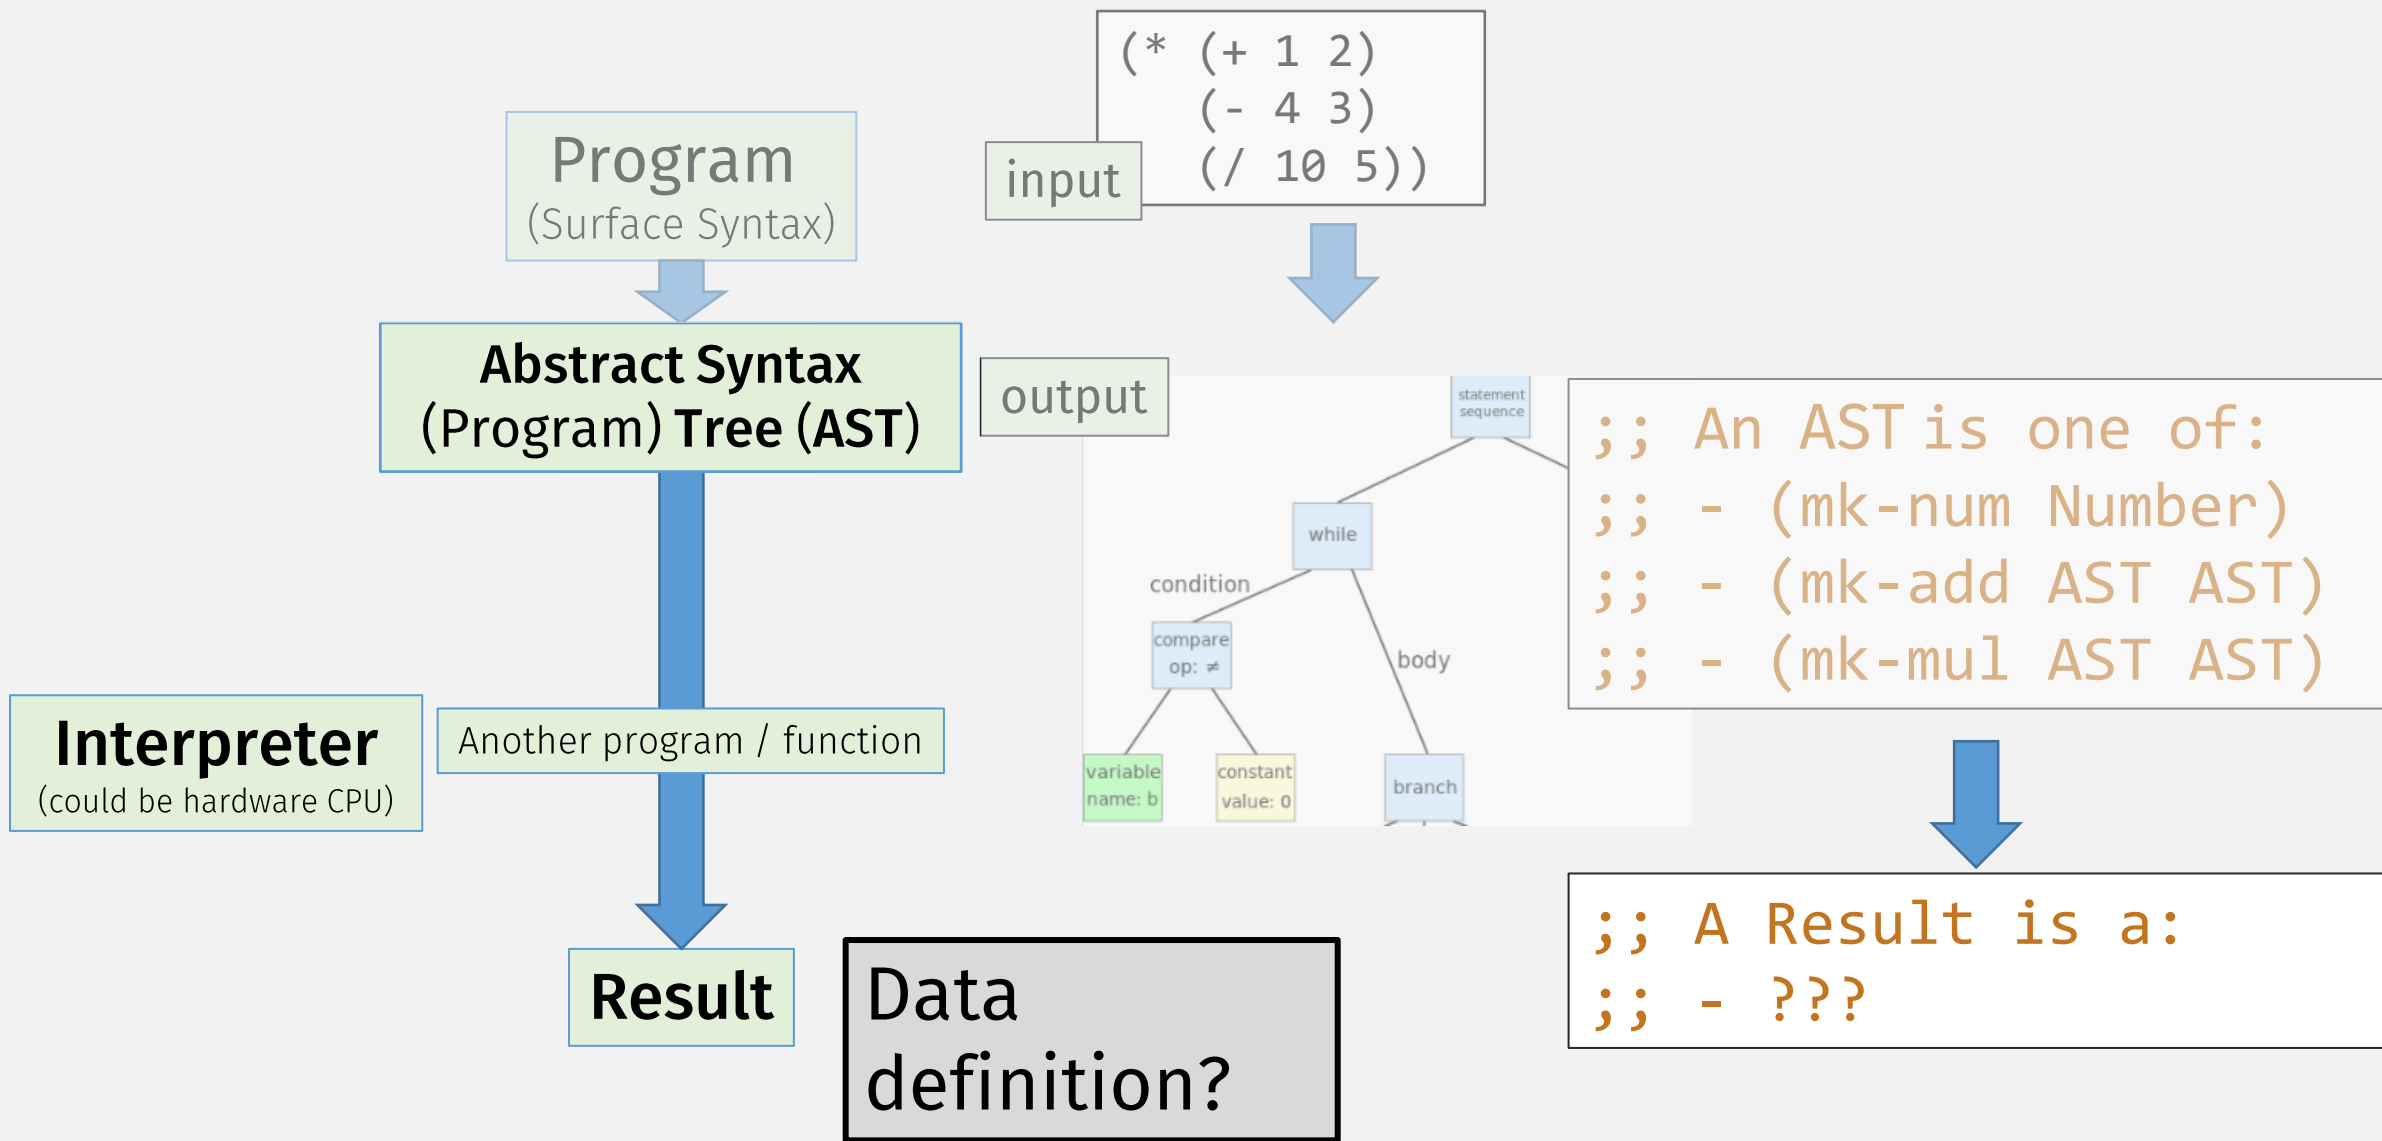 (* (+ 1 2)
(- 4 3)
(/ 10 5))
input
Program
(Surface Syntax)
Abstract Syntax
(Program) Tree (AST)
output
statement
sequence
while
condition
compare
op: ≠
body
variable
name: b
constant
value: 0
branch
;; An AST is one of:
;; - (mk-num Number)
;; - (mk-add AST AST)
;; - (mk-mul AST AST)
Interpreter
(could be hardware CPU)
Another program / function
Result
Data
definition?
;; A Result is a:
;; - ???